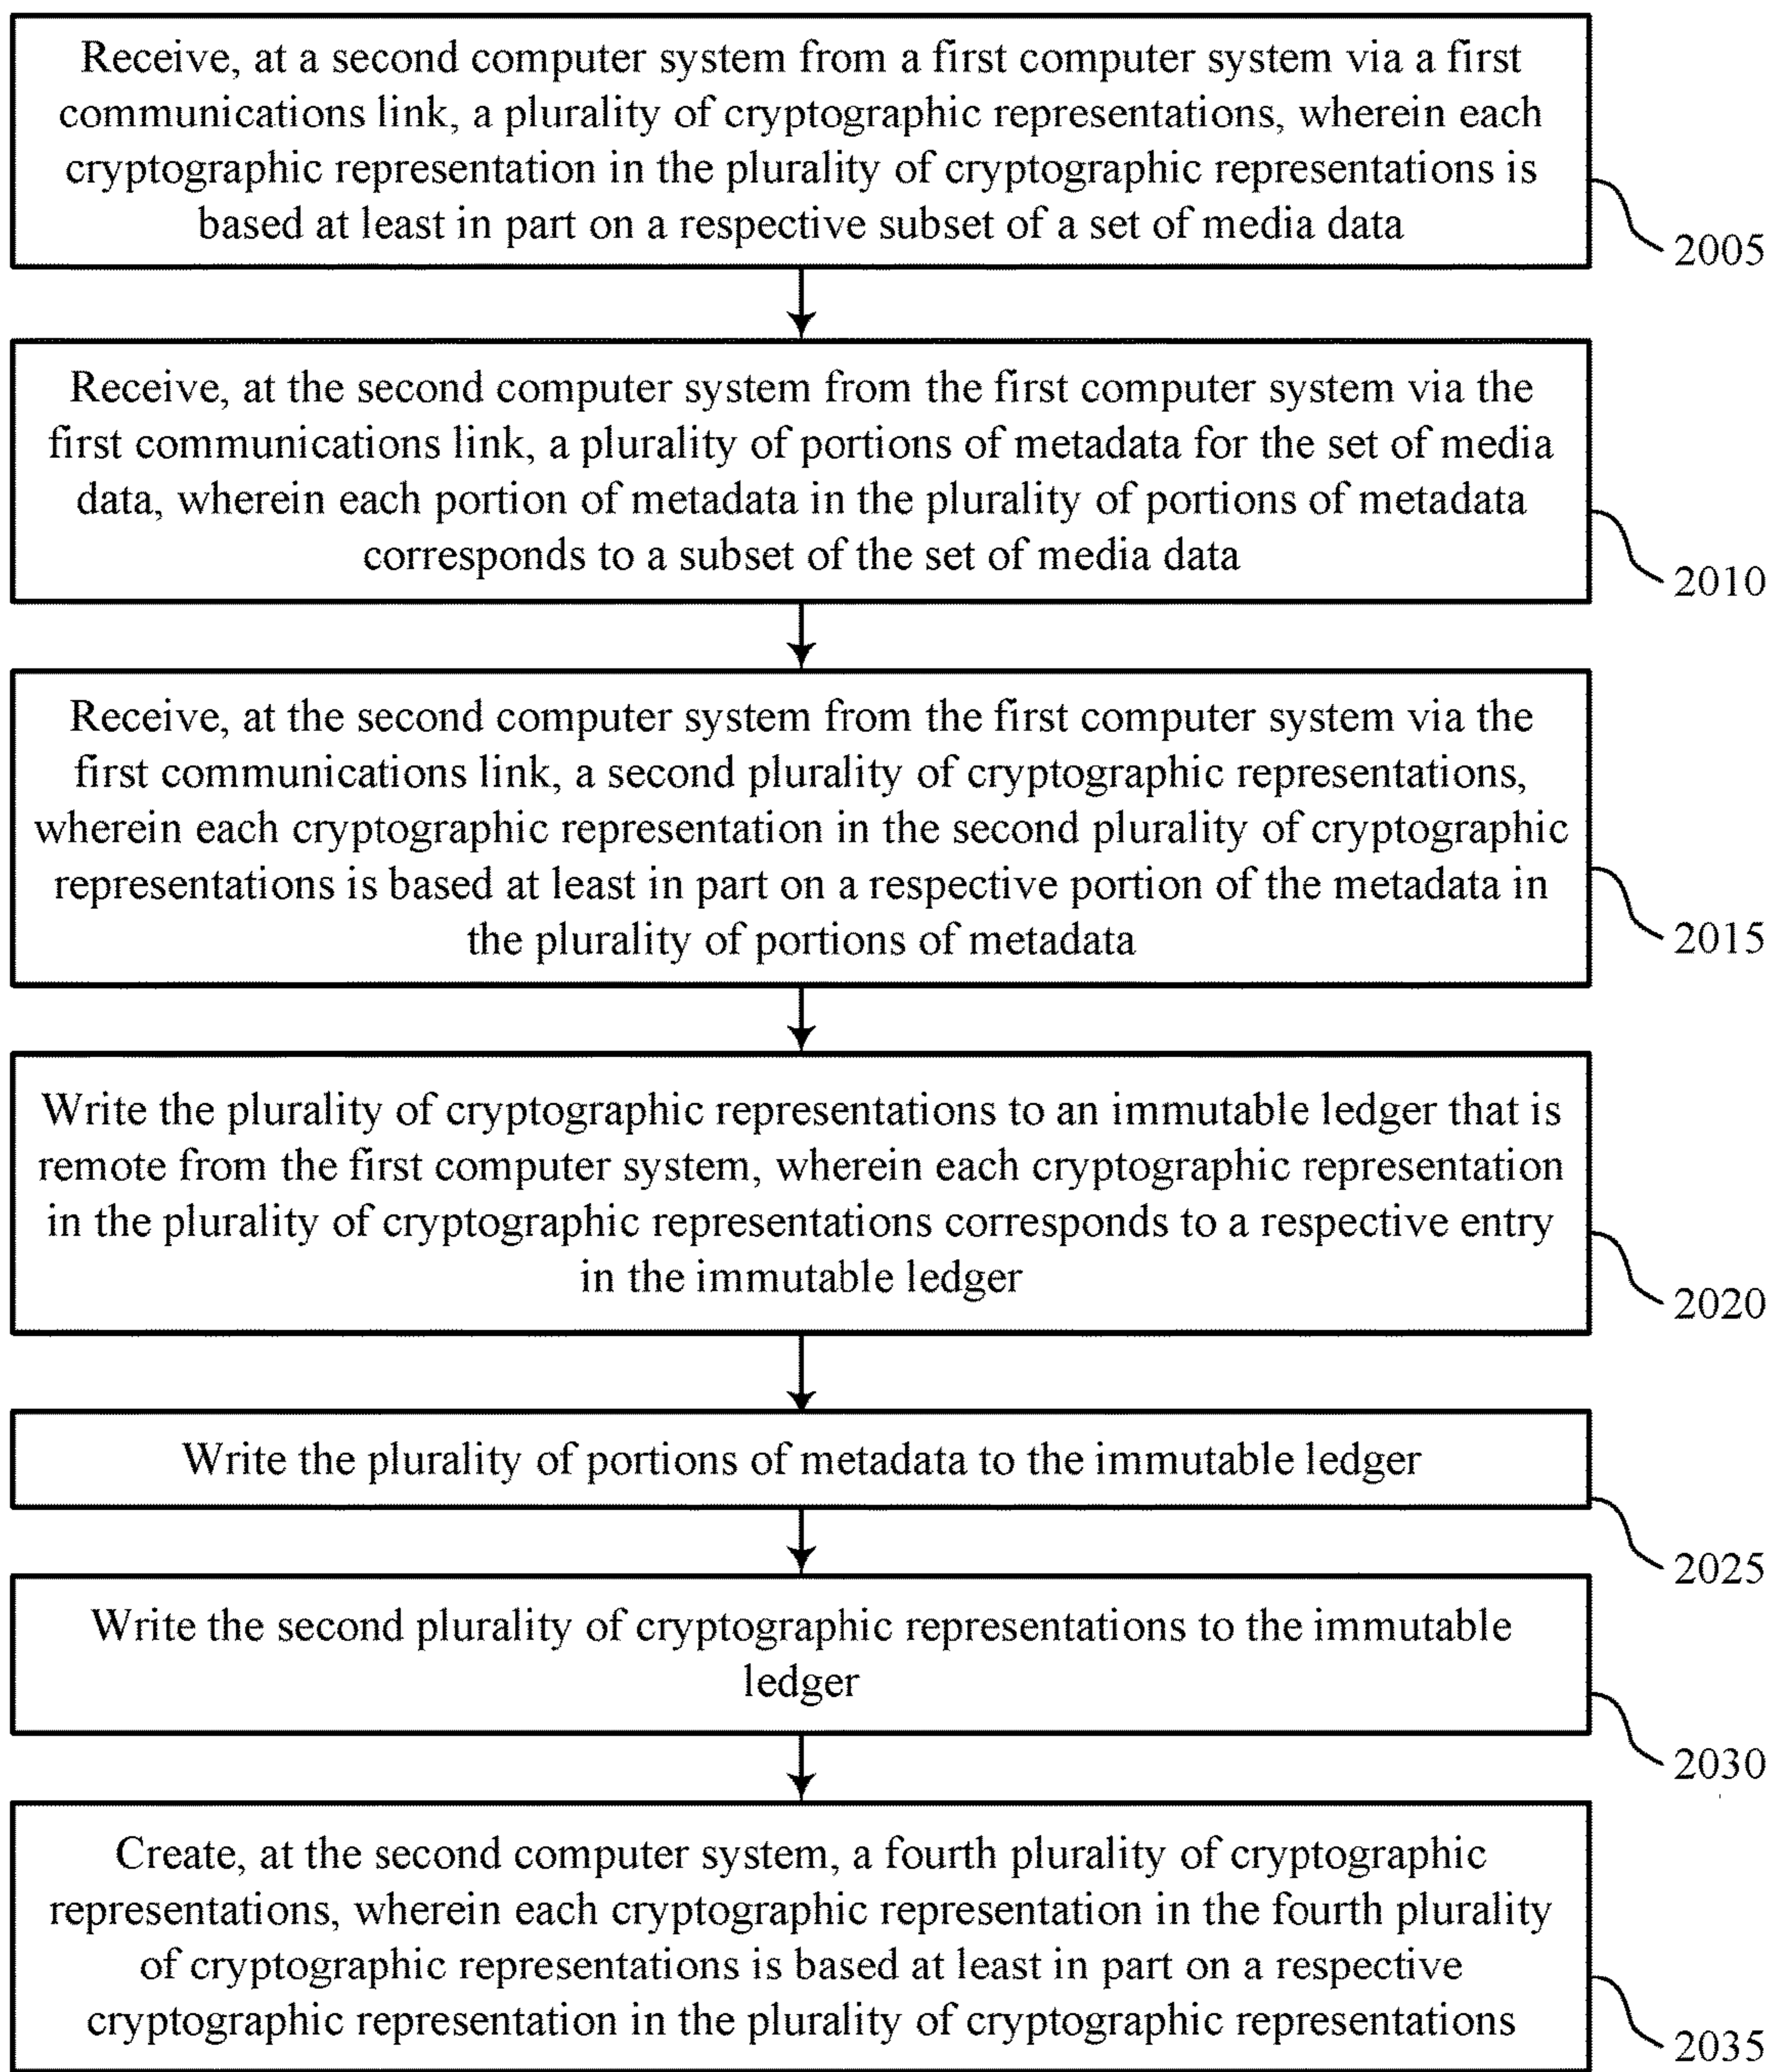 Receive, at a second computer system from a first computer system via a first
communications link, a plurality of cryptographic representations, wherein each
cryptographic representation in the plurality of cryptographic representations is
based at least in part on a respective subset of a set of media data
2005
Receive, at the second computer system from the first computer system via the
first communications link, a plurality of portions of metadata for the set of media
data, wherein each portion of metadata in the plurality of portions of metadata
corresponds to a subset of the set of media data
2010
Receive, at the second computer system from the first computer system via the
first communications link, a second plurality of cryptographic representations,
wherein each cryptographic representation in the second plurality of cryptographic
representations is based at least in part on a respective portion of the metadata in
the plurality of portions of metadata
2015
Write the plurality of cryptographic representations to an immutable ledger that is
remote from the first computer system, wherein each cryptographic representation
in the plurality of cryptographic representations corresponds to a respective entry
in the immutable ledger
2020
Write the plurality of portions of metadata to the immutable ledger
2025
Write the second plurality of cryptographic representations to the immutable
ledger
2030
Create, at the second computer system, a fourth plurality of cryptographic
representations, wherein each cryptographic representation in the fourth plurality
of cryptographic representations is based at least in part on a respective
cryptographic representation in the plurality of cryptographic representations
2035